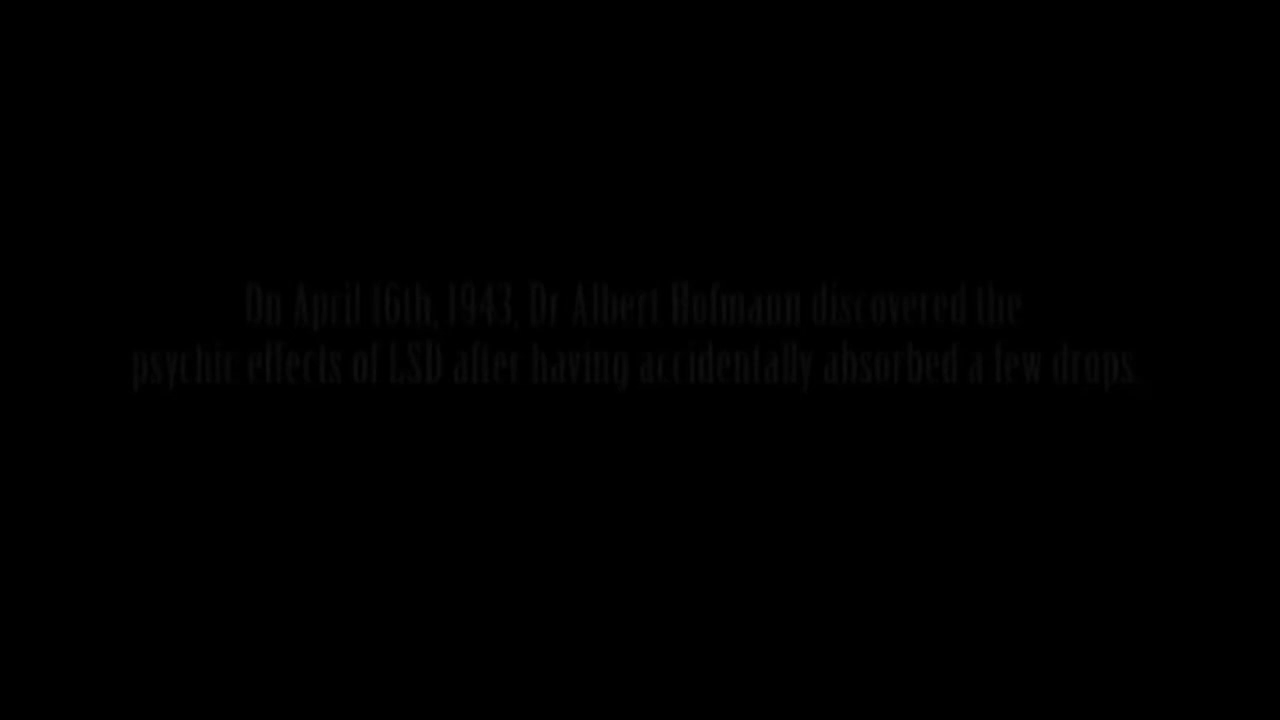 On April 16th, 1943, Dr Albert Hofmann discovered the
psychic effects of LSD after having accidentally absorbed a few drops.